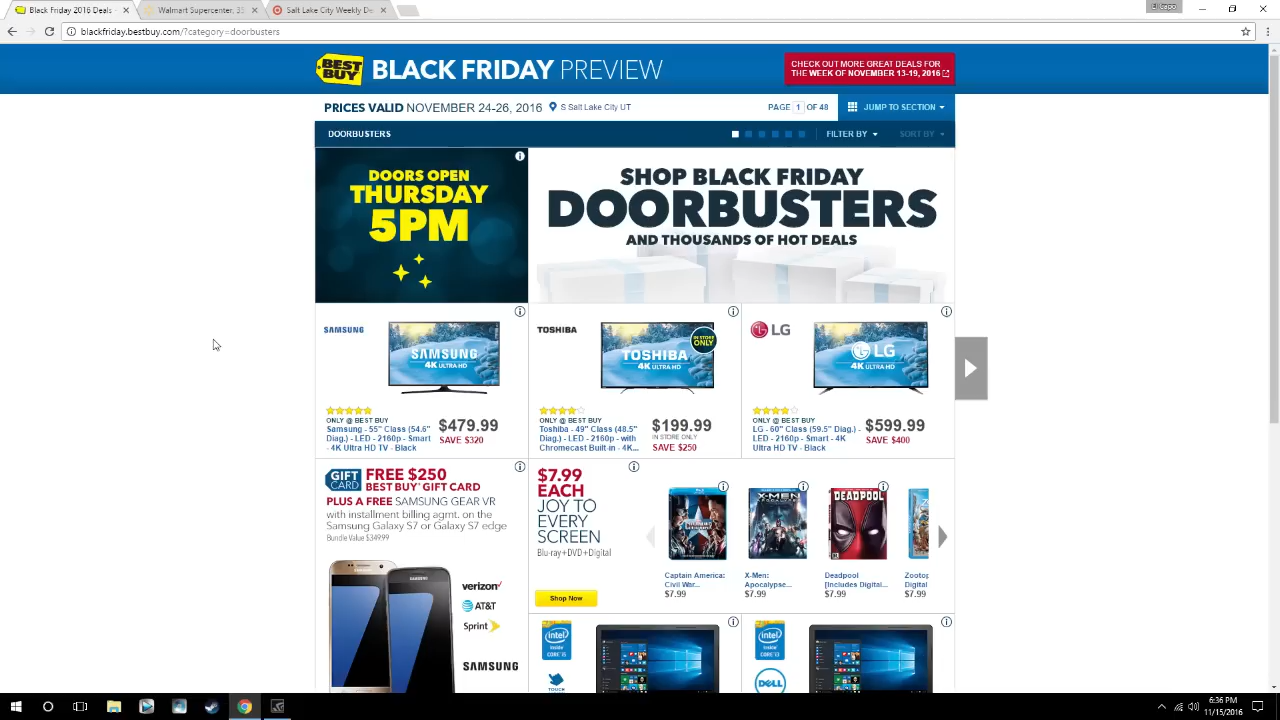 Black Friday 2016 Deals -
Walmart Supercenter, 33
Salt Lake City Weekly De
blackfriday.bestbuy.com/?category=doorbusters
BEST BUY
BLACK FRIDAY PREVIEW
CHECK OUT MORE GREAT DEALS FOR
THE WEEK OF NOVEMBER 13-19, 2016
PRICES VALID NOVEMBER 24-26, 2016
S Salt Lake City UT
PAGE 1 OF 48
JUMP TO SECTION
DOORBUSTERS
FILTER BY
SORT BY
DOORS OPEN
THURSDAY
5PM
SHOP BLACK FRIDAY
DOORBUSTERS
AND THOUSANDS OF HOT DEALS
SAMSUNG
SAMSUNG
4K ULTRA HD
ONLY @ BEST BUY
Samsung - 55" Class (54.6"
Diag.) - LED - 2160p - Smart
- 4K Ultra HD TV - Black
$479.99
SAVE $320
TOSHIBA
IN STORE
ONLY
TOSHIBA
4K ULTRA HD
ONLY @ BEST BUY
Toshiba - 49" Class (48.5"
Diag.) - LED - 2160p - with
Chromecast Built-in - 4K...
$199.99
IN STORE ONLY
SAVE $250
LG
LG
4K ULTRA HD
ONLY @ BEST BUY
LG - 60" Class (59.5" Diag.) -
LED - 2160p - Smart - 4K
Ultra HD TV - Black
$599.99
SAVE $400
GIFT
CARD
FREE $250
BEST BUY GIFT CARD
PLUS A FREE SAMSUNG GEAR VR
with installment billing agmt. on the
Samsung Galaxy S7 or Galaxy S7 edge
Bundle Value $349.99
verizon
AT&T
Sprint
SAMSUNG
$7.99
EACH
JOY TO
EVERY
SCREEN
Blu-ray+DVD+Digital
Shop Now
X-MEN
DEADPOOL
Captain America:
Civil War...
$7.99
X-Men:
Apocalypse...
$7.99
Deadpool
[Includes Digital...
$7.99
Zootop
Digital
$7.99
intel
CORE i5
TOUCH
intel
CORE i3
DELL
6:36 PM
11/15/2016